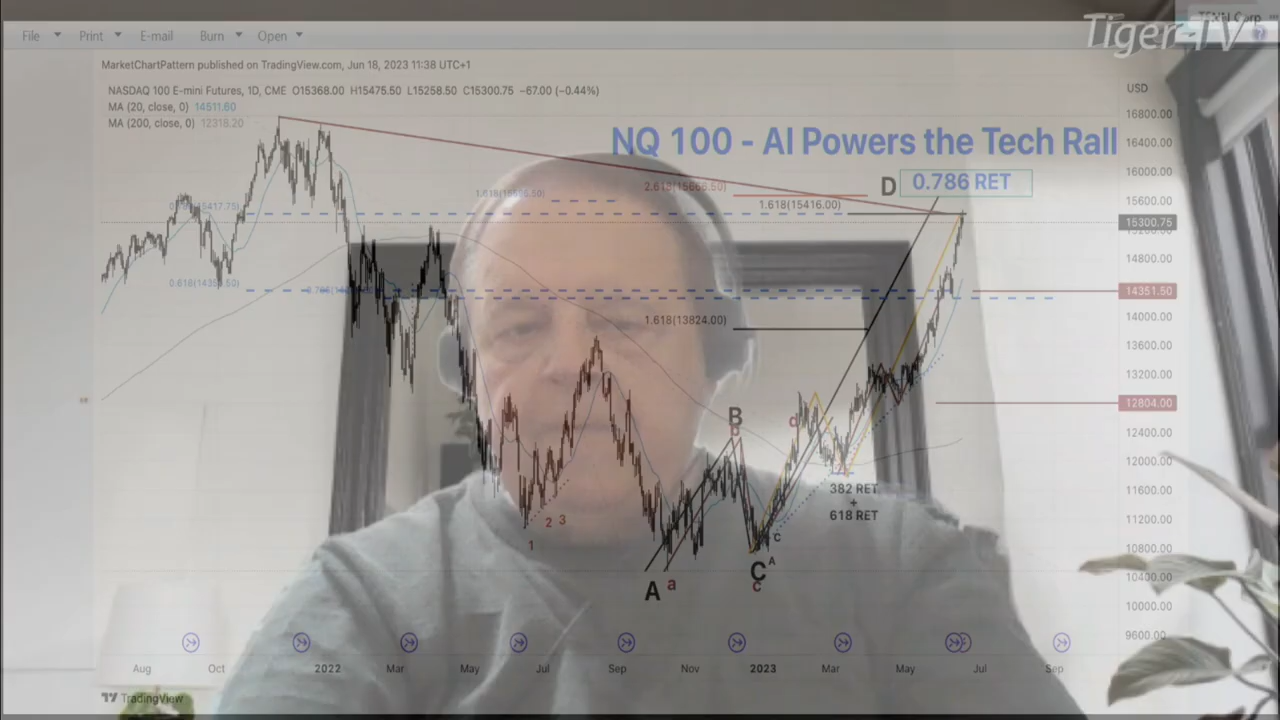 Tiger TV
File Print E-mail Burn Open
MarketChartPattern published on TradingView.com, Jun 18, 2023 11:38 UTC+1
NASDAQ 100 E-mini Futures, 1D, CME O15368.00 H15475.50 L15258.50 C15300.75 −67.00 (−0.44%)
MA (20, close, 0) 14511.60
MA (200, close, 0) 12318.20
USD
NQ 100 - AI Powers the Tech Rall
D 0.786 RET
2.618(15666.50)
1.618(15416.00)
1.618(13824.00)
16800.00
16400.00
16000.00
15600.00
15300.75
15200.00
14800.00
14351.50
14000.00
13600.00
13200.00
12804.00
12400.00
12000.00
11600.00
11200.00
10800.00
10400.00
10000.00
9600.00
B
b
d
382 RET
+
618 RET
1
2 3
A a
C A
c
c
Aug Oct 2022 Mar May Jul Sep Nov 2023 Mar May Jul Sep
TradingView